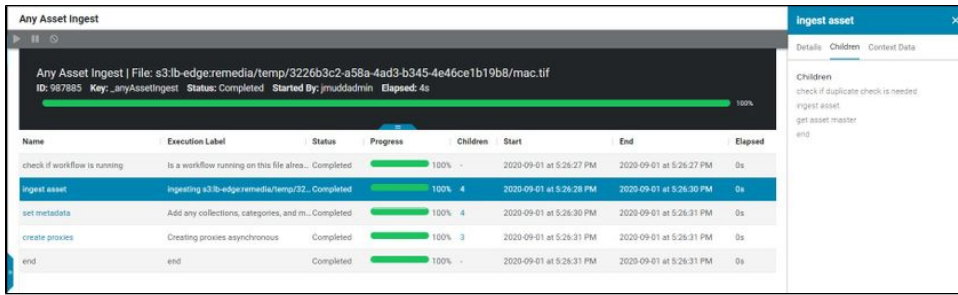 Any Asset Ingest
Any Asset Ingest | File: s3:lb-edge:remedia/temp/3226b3c2-a58a-4ad3-b345-4e46ce1b19b8/mac.tif
ID: 987885 Key: _anyAssetIngest Status: Completed Started By: jmuddadmin Elapsed: 4s
100%
Name Execution Label Status Progress Children Start End Elapsed
check if workflow is running Is a workflow running on this file alrea... Completed 100% - 2020-09-01 at 5:26:27 PM 2020-09-01 at 5:26:27 PM 0s
ingest asset ingesting s3:lb-edge:remedia/temp/32... Completed 100% 4 2020-09-01 at 5:26:28 PM 2020-09-01 at 5:26:30 PM 0s
set metadata Add any collections, categories, and m... Completed 100% 4 2020-09-01 at 5:26:30 PM 2020-09-01 at 5:26:31 PM 0s
create proxies Creating proxies asynchronous Completed 100% 3 2020-09-01 at 5:26:31 PM 2020-09-01 at 5:26:31 PM 0s
end end Completed 100% - 2020-09-01 at 5:26:31 PM 2020-09-01 at 5:26:31 PM 0s
ingest asset
Details Children Context Data
Children
check if duplicate check is needed
ingest asset
get asset master
end